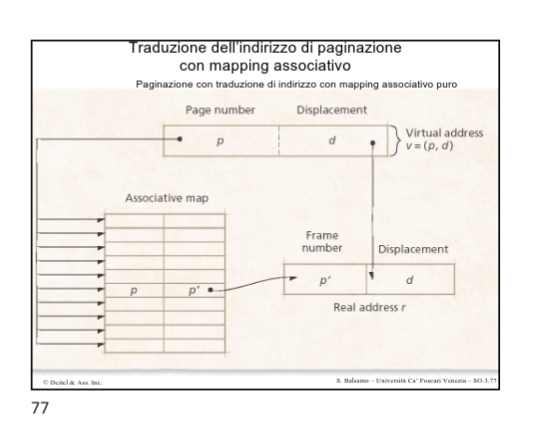 Traduzione dell'indirizzo di paginazione
con mapping associativo
Paginazione con traduzione di indirizzo con mapping associativo puro
Page number Displacement
p d
Virtual address
v = (p, d)
Associative map
Frame
number
Displacement
p p′
p′ d
Real address r
© Deitel & Ass. Inc.
S. Balsamo – Università Ca' Foscari Venezia – SO.3.77
77